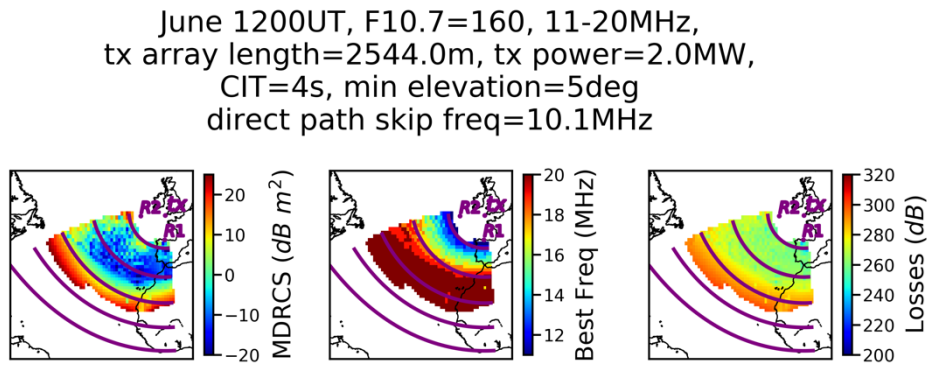 June 1200UT, F10.7=160, 11-20MHz,
tx array length=2544.0m, tx power=2.0MW,
CIT=4s, min elevation=5deg
direct path skip freq=10.1MHz
R2 TX
R1
20
10
0
−10
−20
MDRCS (dB m²)
R2 TX
R1
20
18
16
14
12
Best Freq (MHz)
R2 TX
R1
320
300
280
260
240
220
200
Losses (dB)